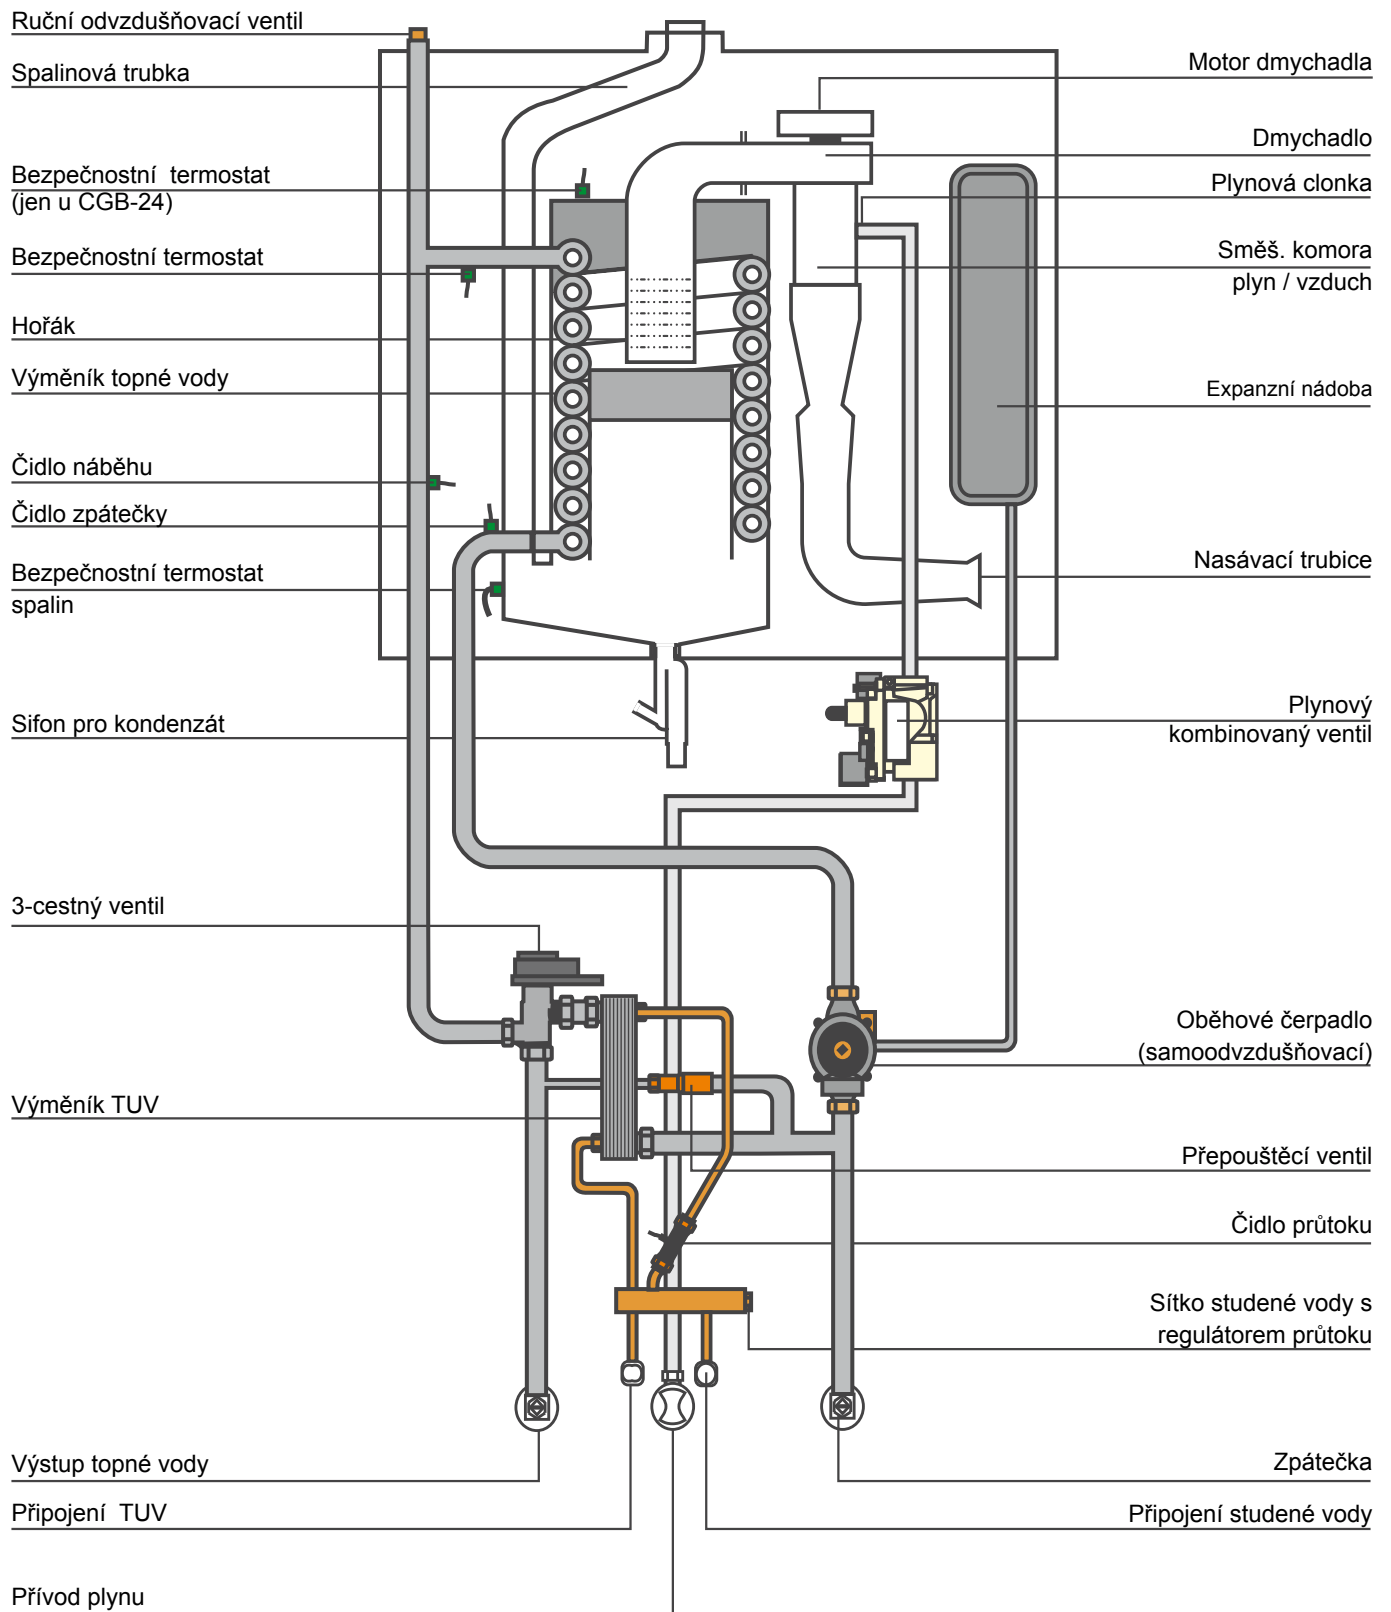 Ruční odvzdušňovací ventil
Spalinová trubka
Bezpečnostní termostat
(jen u CGB-24)
Bezpečnostní termostat
Hořák
Výměník topné vody
Čidlo náběhu
Čidlo zpátečky
Bezpečnostní termostat
spalin
Sifon pro kondenzát
3-cestný ventil
Výměník TUV
Výstup topné vody
Připojení TUV
Přívod plynu
Motor dmychadla
Dmychadlo
Plynová clonka
Směš. komora
plyn / vzduch
Expanzní nádoba
Nasávací trubice
Plynový
kombinovaný ventil
Oběhové čerpadlo
(samoodvzdušňovací)
Přepouštěcí ventil
Čidlo průtoku
Sítko studené vody s
regulátorem průtoku
Zpátečka
Připojení studené vody